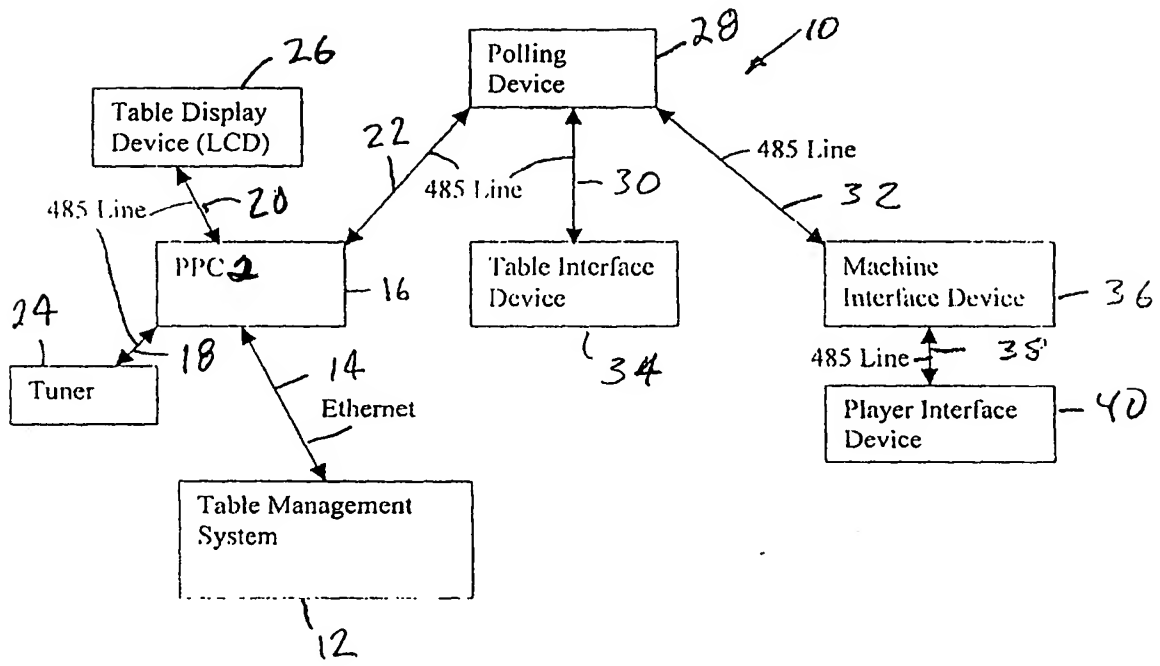 26
Table Display
Device (LCD)
28
Polling
Device
10
22
485 Line
20
485 Line
30
485 Line
32
PPC 2
16
Table Interface
Device
34
Machine
Interface Device
36
24
Tuner
18
14
Ethernet
485 Line
38
Player Interface
Device
40
Table Management
System
12